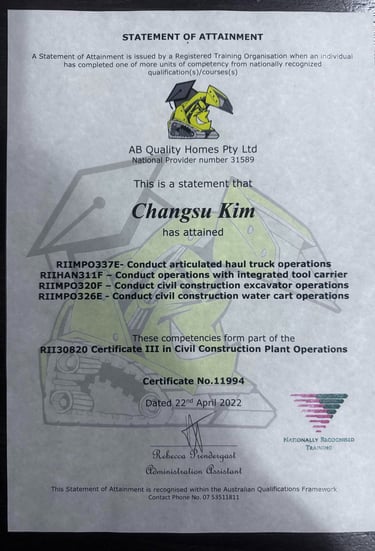 STATEMENT OF ATTAINMENT
A Statement of Attainment is issued by a Registered Training Organisation when an individual
has completed one of more units of competency from nationally recognized
qualification(s)/courses(s)
AB Quality Homes Pty Ltd
National Provider number 31589
This is a statement that
Changsu Kim
has attained
RIIMPO337E- Conduct articulated haul truck operations
RIIHAN311F – Conduct operations with integrated tool carrier
RIIMPO320F – Conduct civil construction excavator operations
RIIMPO326E - Conduct civil construction water cart operations
These competencies form part of the
RII30820 Certificate III in Civil Construction Plant Operations
Certificate No.11994
Dated 22nd April 2022
Rebecca Prendergast
Administration Assistant
NATIONALLY RECOGNISED
TRAINING
This Statement of Attainment is recognised within the Australian Qualifications Framework
Contact Phone No. 07 53511811